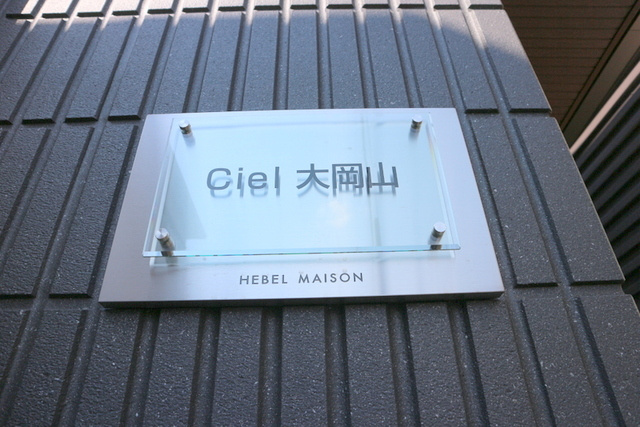 Ciel 大岡山
HEBEL MAISON